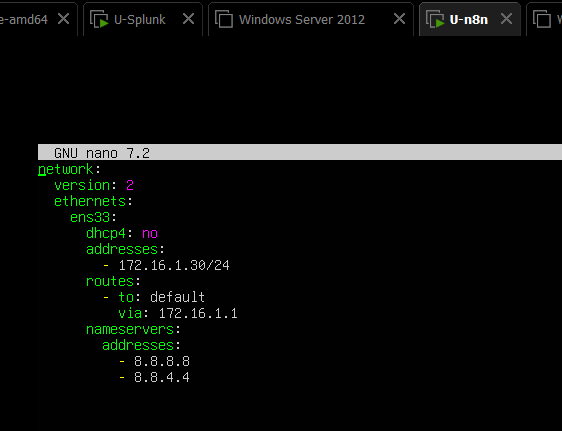 e-amd64 U-Splunk Windows Server 2012 U-n8n
GNU nano 7.2
network:
  version: 2
  ethernets:
    ens33:
      dhcp4: no
      addresses:
        - 172.16.1.30/24
      routes:
        - to: default
          via: 172.16.1.1
      nameservers:
        addresses:
          - 8.8.8.8
          - 8.8.4.4